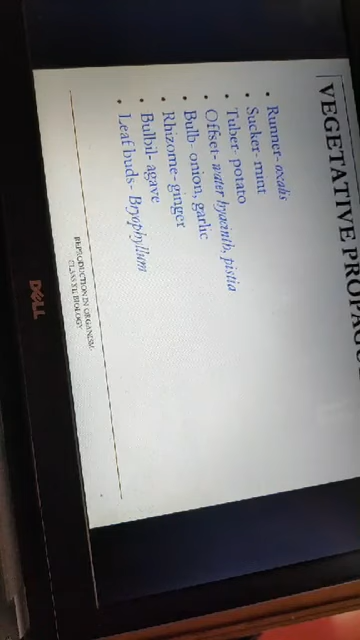 VEGETATIVE PROPAG
• Runner- oxalis
• Sucker- mint
• Tuber- potato
• Offset- water hyacinth, pistia
• Bulb- onion, garlic
• Rhizome- ginger
• Bulbil- agave
• Leaf buds- Bryophyllum
REPRODUCTION IN ORGANISM-
CLASS XII, BIOLOGY
DELL